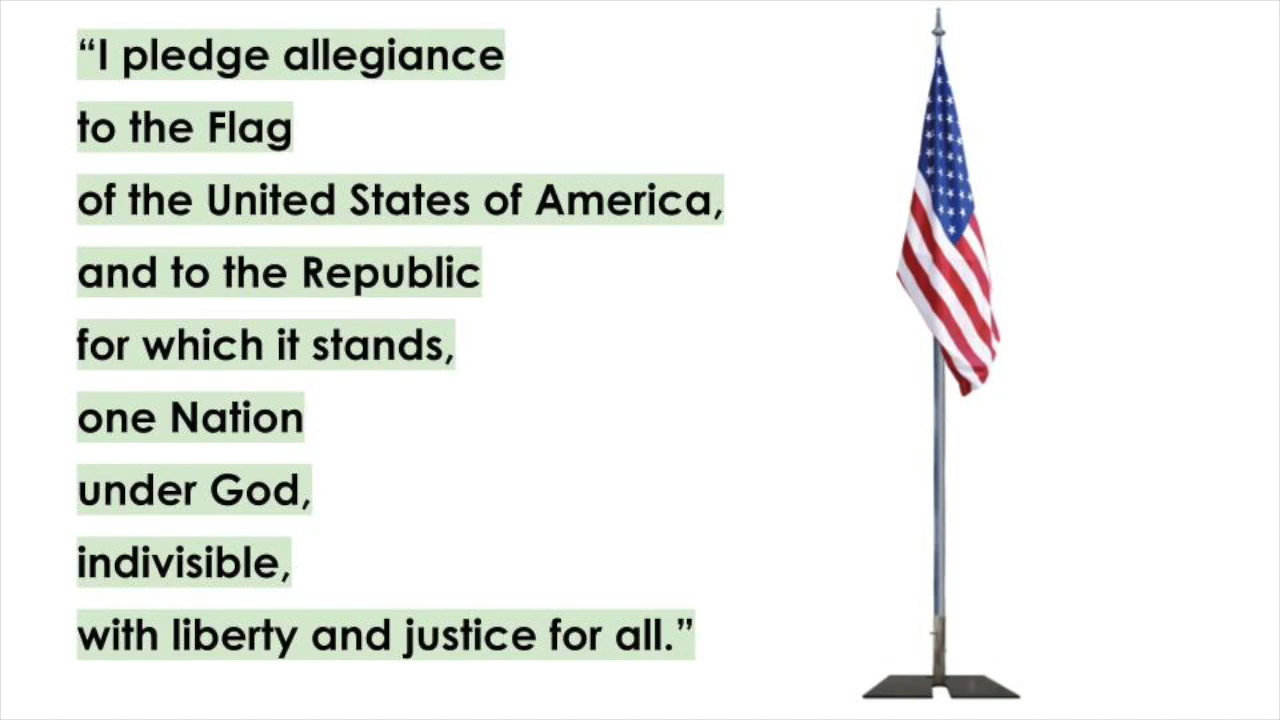 “I pledge allegiance
to the Flag
of the United States of America,
and to the Republic
for which it stands,
one Nation
under God,
indivisible,
with liberty and justice for all.”